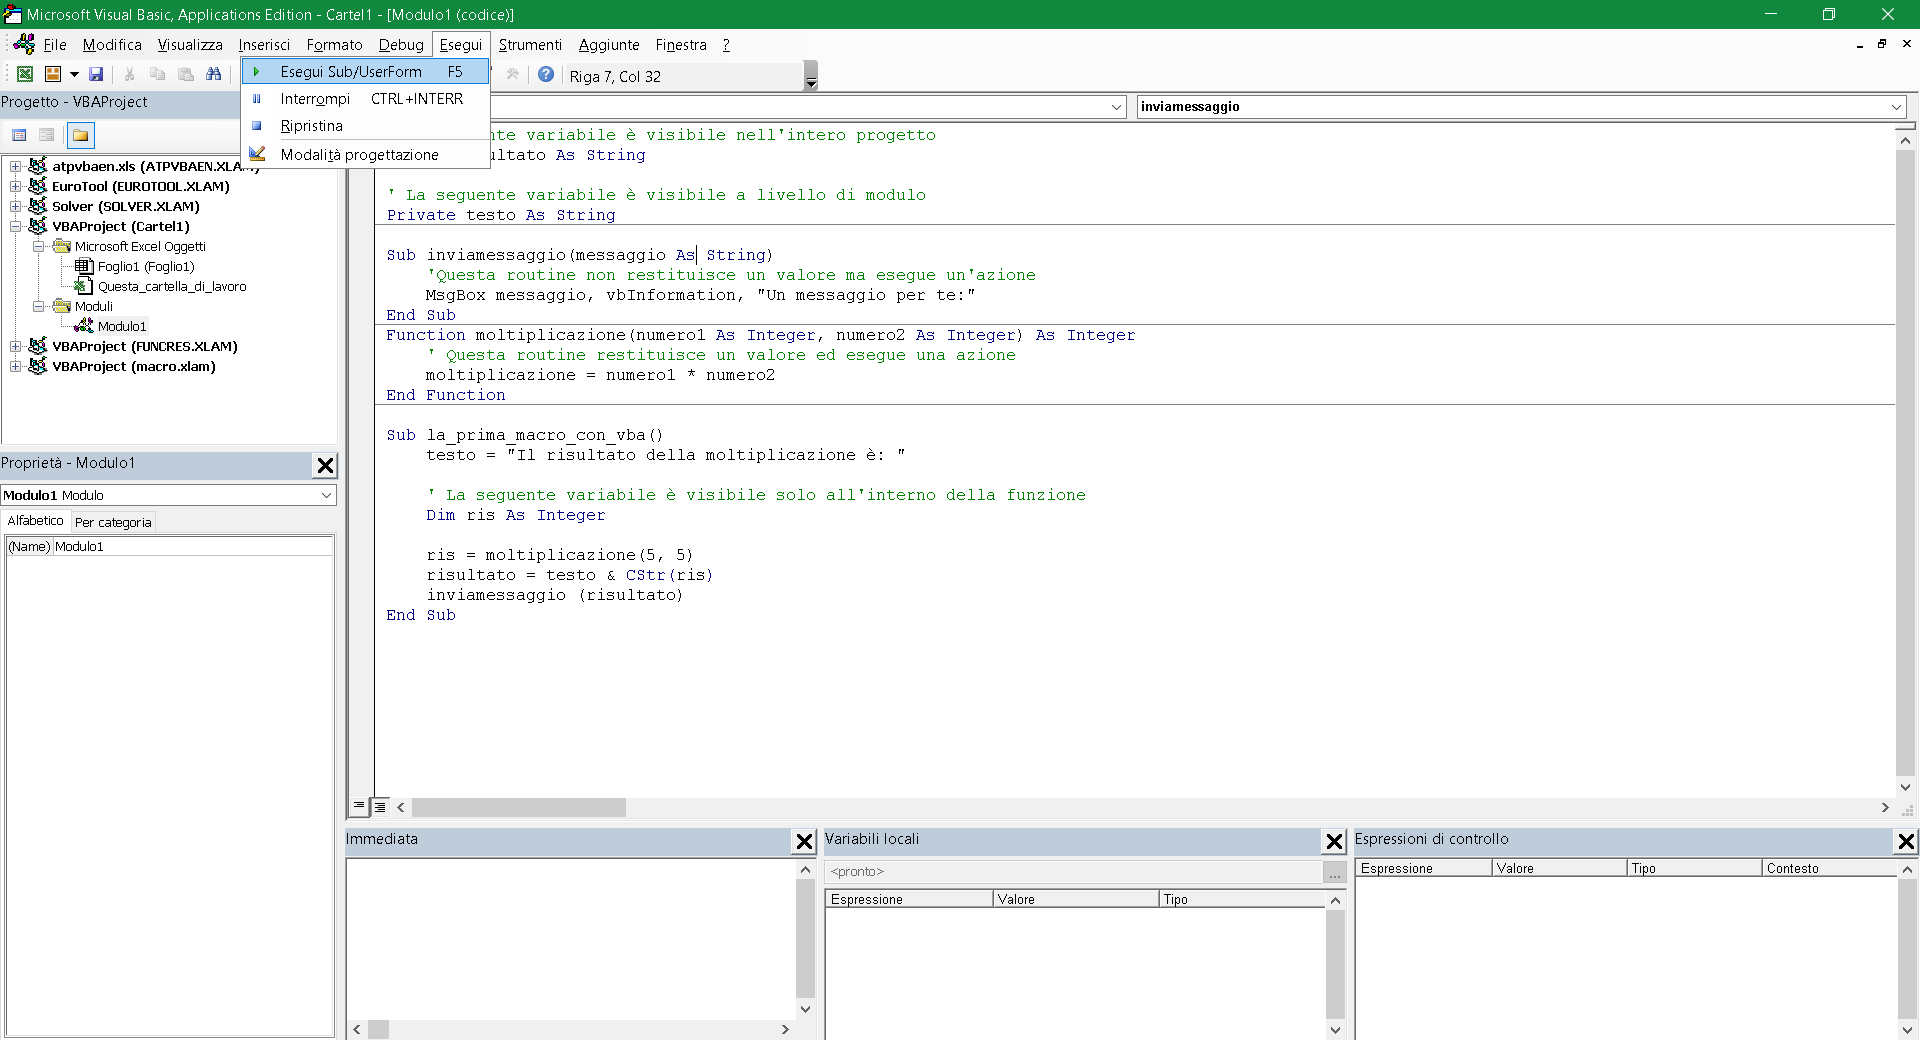 Microsoft Visual Basic, Applications Edition - Cartel1 - [Modulo1 (codice)]
File Modifica Visualizza Inserisci Formato Debug Esegui Strumenti Aggiunte Finestra ?
Riga 7, Col 32
Esegui Sub/UserForm F5
Interrompi CTRL+INTERR
Ripristina
Modalità progettazione
Progetto - VBAProject
atpvbaen.xls (ATPVBAEN.XLAM)
EuroTool (EUROTOOL.XLAM)
Solver (SOLVER.XLAM)
VBAProject (Cartel1)
Microsoft Excel Oggetti
Foglio1 (Foglio1)
Questa_cartella_di_lavoro
Moduli
Modulo1
VBAProject (FUNCRES.XLAM)
VBAProject (macro.xlam)
Proprietà - Modulo1
Modulo1 Modulo
Alfabetico Per categoria
(Name) Modulo1
inviamessaggio
nte variabile è visibile nell'intero progetto
ultato As String
' La seguente variabile è visibile a livello di modulo
Private testo As String
Sub inviamessaggio(messaggio As String)
'Questa routine non restituisce un valore ma esegue un'azione
MsgBox messaggio, vbInformation, "Un messaggio per te:"
End Sub
Function moltiplicazione(numero1 As Integer, numero2 As Integer) As Integer
' Questa routine restituisce un valore ed esegue una azione
moltiplicazione = numero1 * numero2
End Function
Sub la_prima_macro_con_vba()
testo = "Il risultato della moltiplicazione è: "
' La seguente variabile è visibile solo all'interno della funzione
Dim ris As Integer
ris = moltiplicazione(5, 5)
risultato = testo & CStr(ris)
inviamessaggio (risultato)
End Sub
Immediata
Variabili locali
<pronto>
...
Espressione Valore Tipo
Espressioni di controllo
Espressione Valore Tipo Contesto